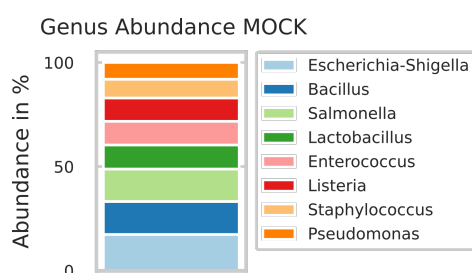 Genus Abundance MOCK
Abundance in %
100
50
0
Escherichia-Shigella
Bacillus
Salmonella
Lactobacillus
Enterococcus
Listeria
Staphylococcus
Pseudomonas